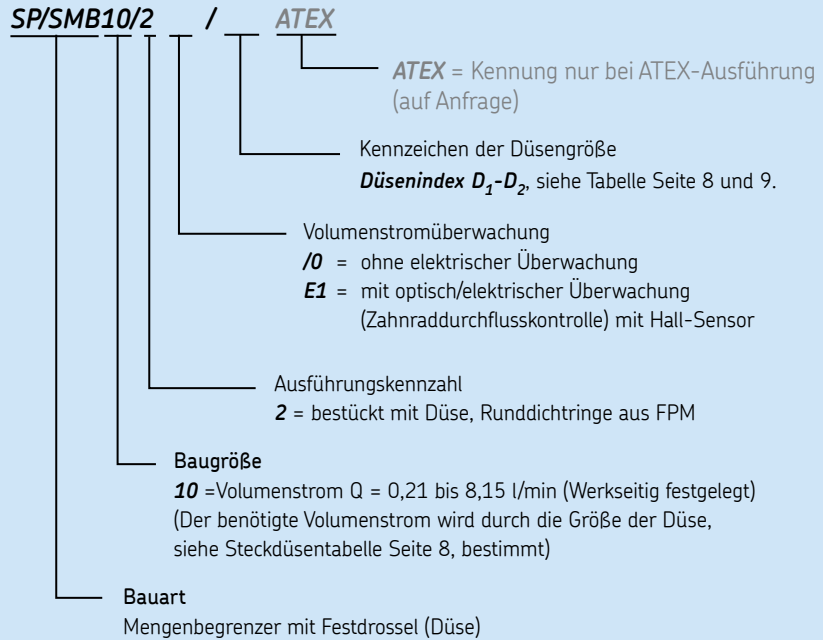 SP/SMB10/2 _ / _ ATEX
ATEX = Kennung nur bei ATEX-Ausführung
(auf Anfrage)
Kennzeichen der Düsengröße
Düsenindex D1-D2, siehe Tabelle Seite 8 und 9.
Volumenstromüberwachung
/0 = ohne elektrischer Überwachung
E1 = mit optisch/elektrischer Überwachung
(Zahnraddurchflusskontrolle) mit Hall-Sensor
Ausführungskennzahl
2 = bestückt mit Düse, Runddichtringe aus FPM
Baugröße
10 =Volumenstrom Q = 0,21 bis 8,15 l/min (Werkseitig festgelegt)
(Der benötigte Volumenstrom wird durch die Größe der Düse,
siehe Steckdüsentabelle Seite 8, bestimmt)
Bauart
Mengenbegrenzer mit Festdrossel (Düse)